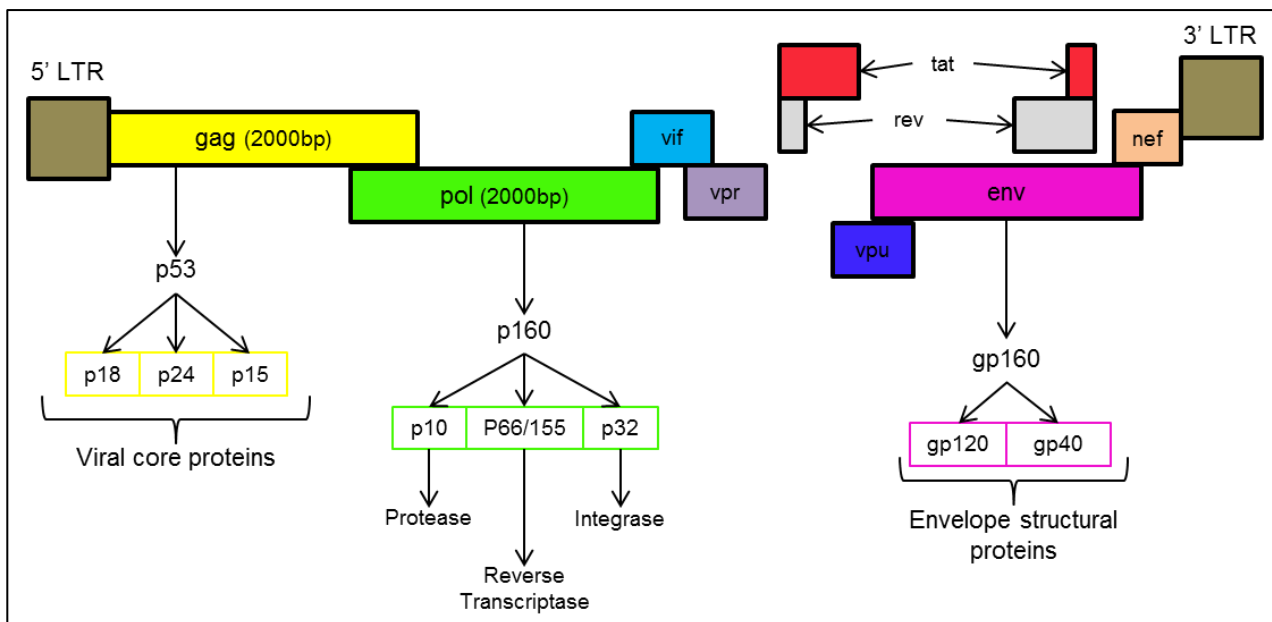 5’ LTR
3’ LTR
tat
gag (2000bp)
vif
rev
nef
pol (2000bp)
vpr
env
vpu
p53
p160
gp160
p18 p24 p15
p10 P66/155 p32
gp120 gp40
Viral core proteins
Protease
Integrase
Envelope structural
proteins
Reverse
Transcriptase